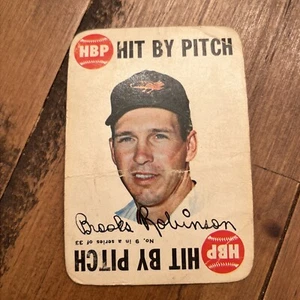 HBP HIT BY PITCH
Brooks Robinson
No. 9 in a series of 33
HIT BY PITCH HBP